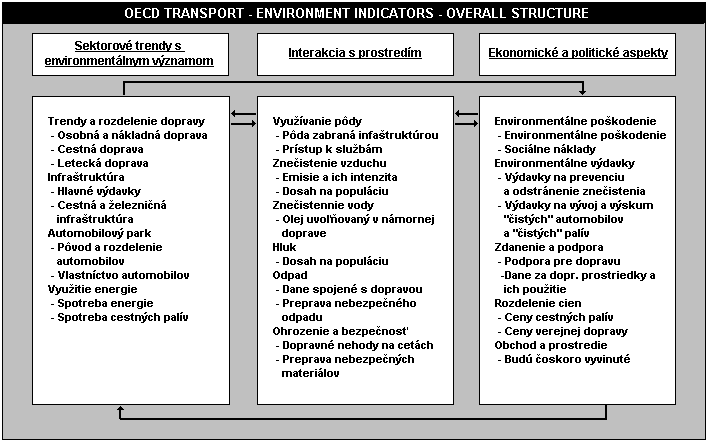 OECD TRANSPORT - ENVIRONMENT INDICATORS - OVERALL STRUCTURE
Sektorové trendy s
environmentálnym významom
Interakcia s prostredím
Ekonomické a politické aspekty
Trendy a rozdelenie dopravy
- Osobná a nákladná doprava
- Cestná doprava
- Letecká doprava
Infraštruktúra
- Hlavné výdavky
- Cestná a železničná
infraštruktúra
Automobilový park
- Pôvod a rozdelenie
automobilov
- Vlastníctvo automobilov
Využitie energie
- Spotreba energie
- Spotreba cestných palív
Využívanie pôdy
- Póda zabraná infaštruktúrou
- Prístup k službám
Znečistenie vzduchu
- Emisie a ich intenzita
- Dosah na populáciu
Znečistennie vody
- Olej uvoľňovaný v námornej
doprave
Hluk
- Dosah na populáciu
Odpad
- Dane spojené s dopravou
- Preprava nebezpečného
odpadu
Ohrozenie a bezpečnosť
- Dopravné nehody na cetách
- Preprava nebezpečných
materiálov
Environmentálne poškodenie
- Environmentálne poškodenie
- Sociálne náklady
Environmentálne výdavky
- Výdavky na prevenciu
a odstránenie znečistenia
- Výdavky na vývoj a výskum
"čistých" automobilov
a "čistých" palív
Zdanenie a podpora
- Podpora pre dopravu
-Dane za dopr. prostriedky a
ich použitie
Rozdelenie cien
- Ceny cestných palív
- Ceny verejnej dopravy
Obchod a prostredie
- Budú čoskoro vyvinuté